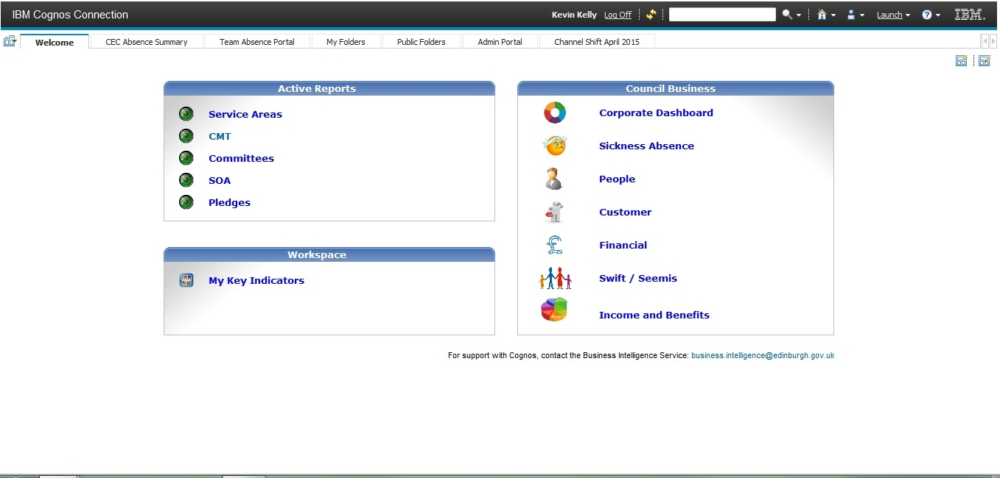 IBM Cognos Connection
Kevin Kelly Log Off Launch IBM.
Welcome CEC Absence Summary Team Absence Portal My Folders Public Folders Admin Portal Channel Shift April 2015
Active Reports
Service Areas
CMT
Committees
SOA
Pledges
Workspace
My Key Indicators
Council Business
Corporate Dashboard
Sickness Absence
People
Customer
Financial
Swift / Seemis
Income and Benefits
For support with Cognos, contact the Business Intelligence Service: business.intelligence@edinburgh.gov.uk